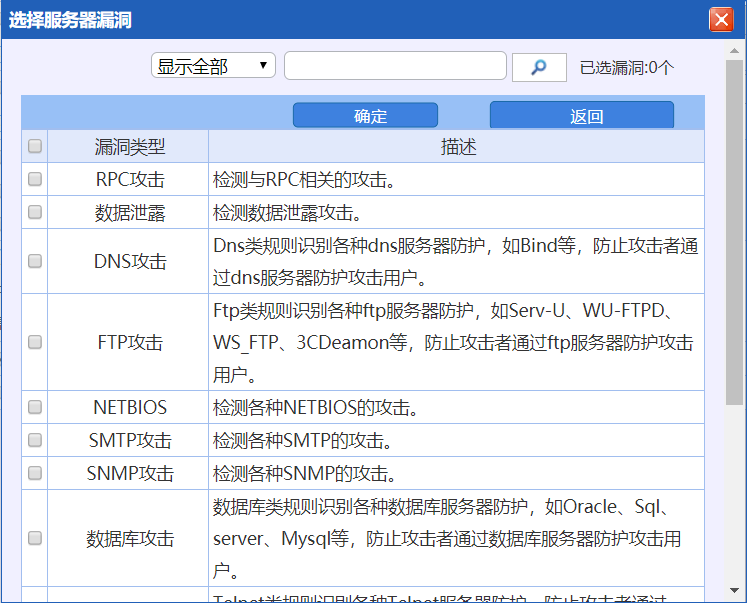 选择服务器漏洞
显示全部
已选漏洞:0个
确定 返回
漏洞类型 描述
RPC攻击 检测与RPC相关的攻击。
数据泄露 检测数据泄露攻击。
DNS攻击 Dns类规则识别各种dns服务器防护，如Bind等，防止攻击者通
过dns服务器防护攻击用户。
FTP攻击 Ftp类规则识别各种ftp服务器防护，如Serv-U、WU-FTPD、
WS_FTP、3CDeamon等，防止攻击者通过ftp服务器防护攻击
用户。
NETBIOS 检测各种NETBIOS的攻击。
SMTP攻击 检测各种SMTP的攻击。
SNMP攻击 检测各种SNMP的攻击。
数据库攻击 数据库类规则识别各种数据库服务器防护，如Oracle、Sql、
server、Mysql等，防止攻击者通过数据库服务器防护攻击用
户。
Telnet类规则识别各种Telnet服务器防护，防止攻击者通过